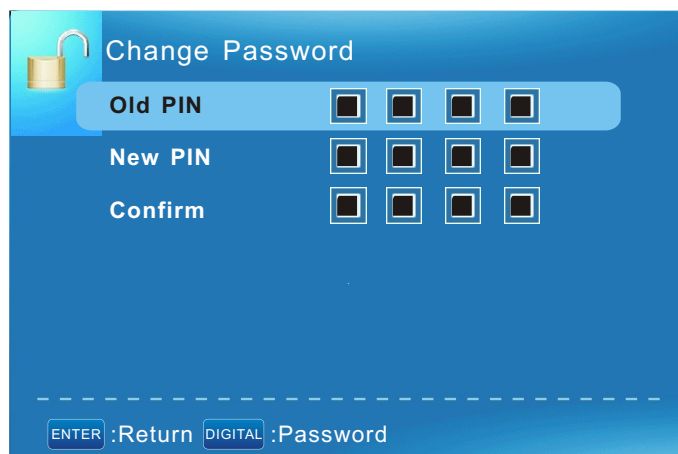 Change Password
Old PIN
New PIN
Confirm
ENTER :Return DIGITAL :Password